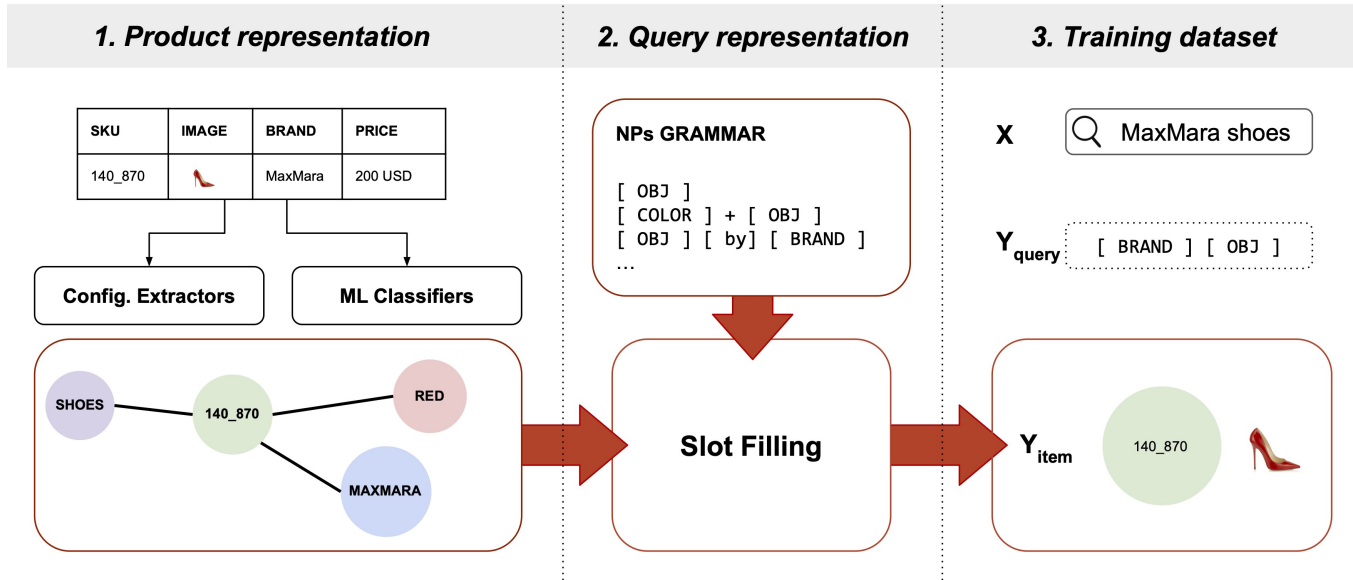 1. Product representation
2. Query representation
3. Training dataset
SKU IMAGE BRAND PRICE
140_870 MaxMara 200 USD
Config. Extractors
ML Classifiers
SHOES
140_870
RED
MAXMARA
NPs GRAMMAR
[ OBJ ]
[ COLOR ] + [ OBJ ]
[ OBJ ] [ by] [ BRAND ]
...
Slot Filling
X MaxMara shoes
Yquery [ BRAND ] [ OBJ ]
Yitem 140_870